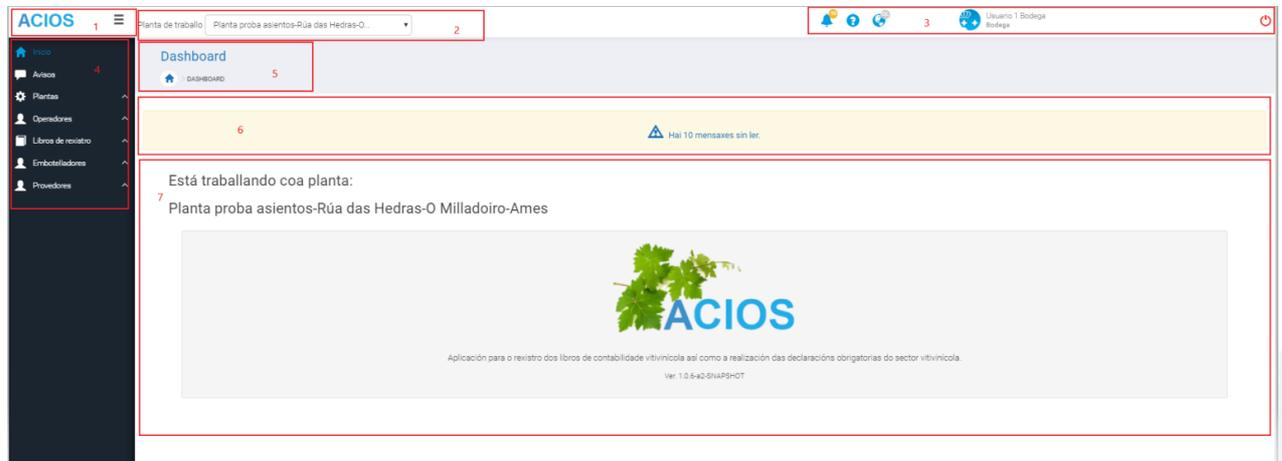 ACIOS
1
Planta de traballo Planta proba asientos-Rúa das Hedras-O...
2
3
Usuario 1 Bodega
Bodega
Inicio
Avisos
4
Plantas
Operadores
Libros de rexistro
Embotelladores
Provedores
Dashboard
DASHBOARD
5
6
Hai 10 mensaxes sin ler.
7
Está traballando coa planta:
Planta proba asientos-Rúa das Hedras-O Milladoiro-Ames
ACIOS
Aplicación para o rexistro dos libros de contabilidade vitivinícola así como a realización das declaracións obrigatorias do sector vitivinícola.
Ver. 1.0.6-a2-SNAPSHOT